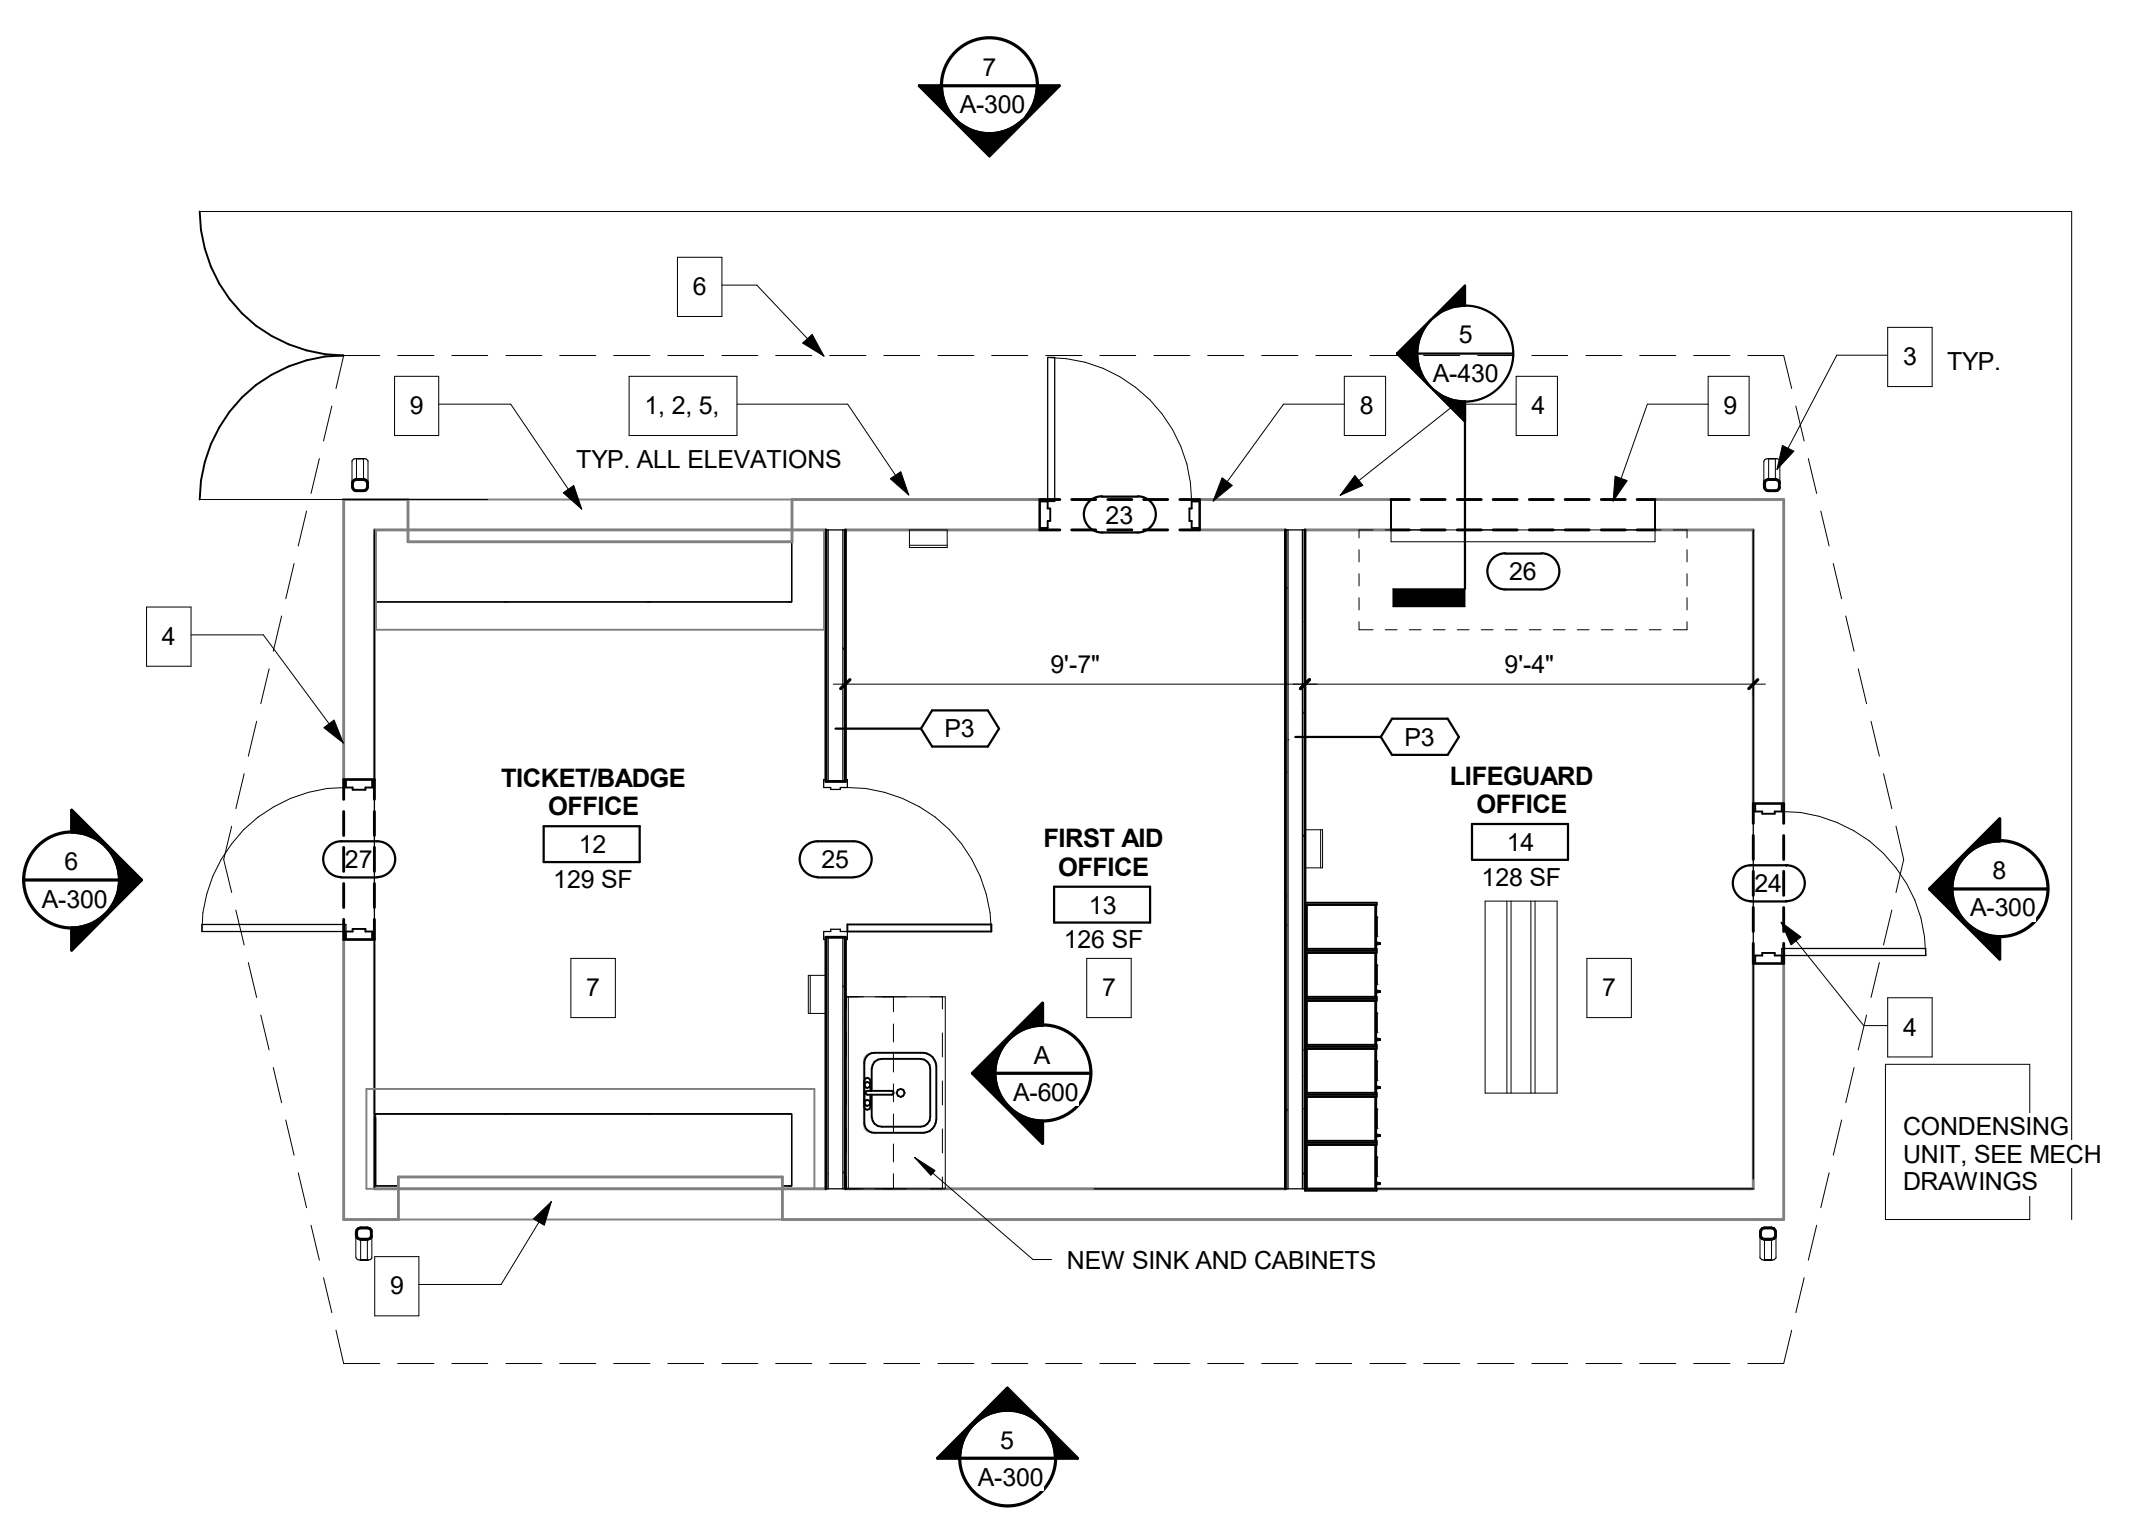 7
A-300
6
5
A-430
3
TYP.
9
1, 2, 5,
8
4
9
TYP. ALL ELEVATIONS
23
26
4
9'-7"
9'-4"
P3
P3
TICKET/BADGE
OFFICE
12
129 SF
LIFEGUARD
OFFICE
14
128 SF
FIRST AID
OFFICE
13
126 SF
6
A-300
27
25
24
8
A-300
7
7
7
4
A
A-600
CONDENSING
UNIT, SEE MECH
DRAWINGS
NEW SINK AND CABINETS
9
5
A-300